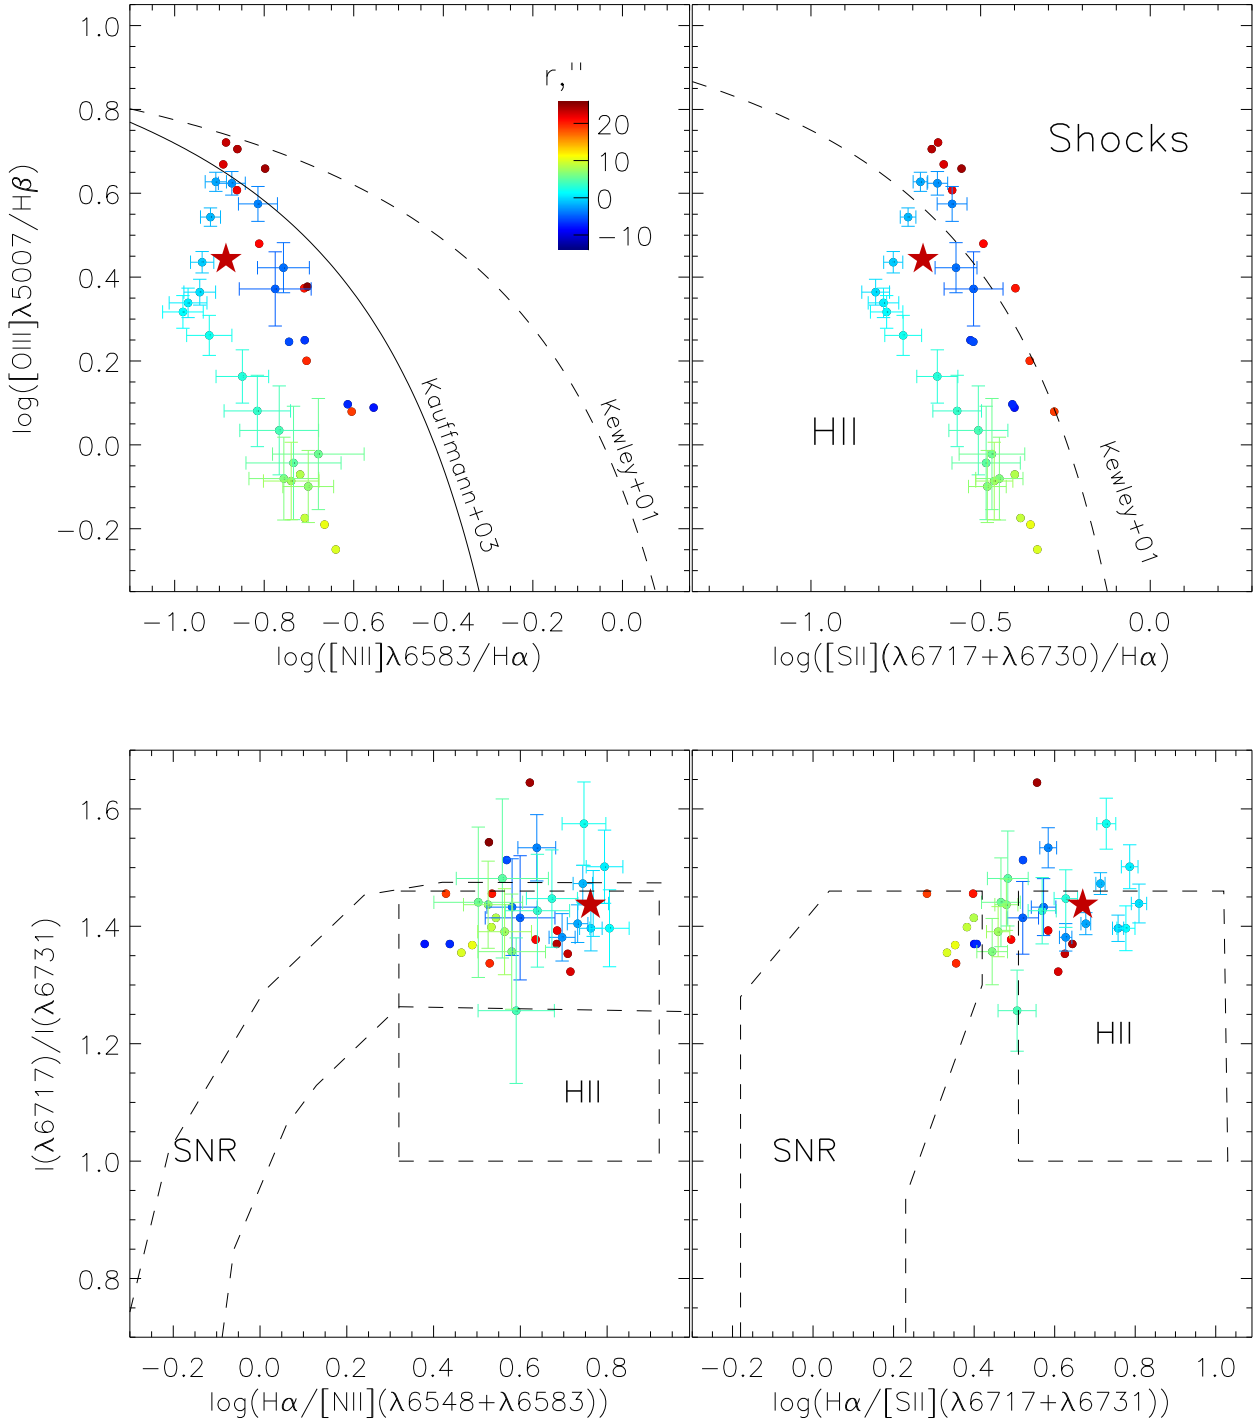 r,''
20
10
0
−10
Kauffmann+03
Kewley+01
1.0
0.8
0.6
0.4
0.2
0.0
−0.2
log([OIII]λ5007/Hβ)
−1.0 −0.8 −0.6 −0.4 −0.2 0.0
log([NII]λ6583/Hα)
Shocks
HII
Kewley+01
−1.0 −0.5 0.0
log([SII](λ6717+λ6730)/Hα)
1.6
1.4
1.2
1.0
0.8
I(λ6717)/I(λ6731)
SNR
HII
−0.2 0.0 0.2 0.4 0.6 0.8
log(Hα/[NII](λ6548+λ6583))
SNR
HII
−0.2 0.0 0.2 0.4 0.6 0.8 1.0
log(Hα/[SII](λ6717+λ6731))